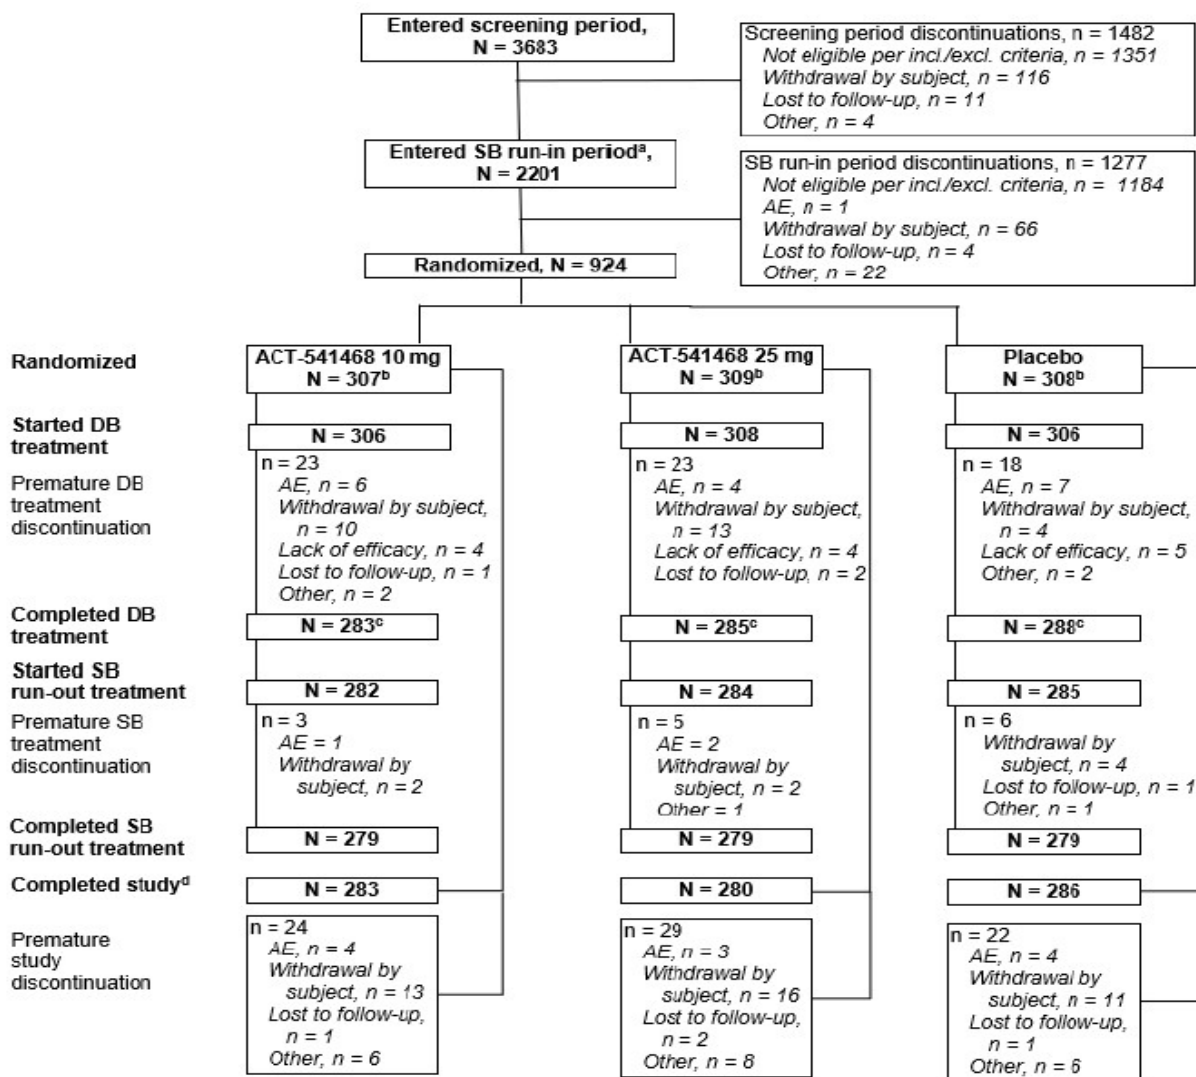 Entered screening period,
N = 3683
Screening period discontinuations, n = 1482
Not eligible per incl./excl. criteria, n = 1351
Withdrawal by subject, n = 116
Lost to follow-up, n = 11
Other, n = 4
Entered SB run-in periodᵃ,
N = 2201
SB run-in period discontinuations, n = 1277
Not eligible per incl./excl. criteria, n = 1184
AE, n = 1
Withdrawal by subject, n = 66
Lost to follow-up, n = 4
Other, n = 22
Randomized, N = 924
Randomized
ACT-541468 10 mg
N = 307ᵇ
ACT-541468 25 mg
N = 309ᵇ
Placebo
N = 308ᵇ
Started DB
treatment
N = 306
N = 308
N = 306
Premature DB
treatment
discontinuation
n = 23
AE, n = 6
Withdrawal by subject,
n = 10
Lack of efficacy, n = 4
Lost to follow-up, n = 1
Other, n = 2
n = 23
AE, n = 4
Withdrawal by subject,
n = 13
Lack of efficacy, n = 4
Lost to follow-up, n = 2
n = 18
AE, n = 7
Withdrawal by subject,
n = 4
Lack of efficacy, n = 5
Other, n = 2
Completed DB
treatment
N = 283ᶜ
N = 285ᶜ
N = 288ᶜ
Started SB
run-out treatment
N = 282
N = 284
N = 285
Premature SB
treatment
discontinuation
n = 3
AE = 1
Withdrawal by
subject, n = 2
n = 5
AE = 2
Withdrawal by
subject, n = 2
Other = 1
n = 6
Withdrawal by
subject, n = 4
Lost to follow-up, n = 1
Other, n = 1
Completed SB
run-out treatment
N = 279
N = 279
N = 279
Completed studyᵈ
N = 283
N = 280
N = 286
Premature
study
discontinuation
n = 24
AE, n = 4
Withdrawal by
subject, n = 13
Lost to follow-up,
n = 1
Other, n = 6
n = 29
AE, n = 3
Withdrawal by
subject, n = 16
Lost to follow-up,
n = 2
Other, n = 8
n = 22
AE, n = 4
Withdrawal by
subject, n = 11
Lost to follow-up,
n = 1
Other, n = 6